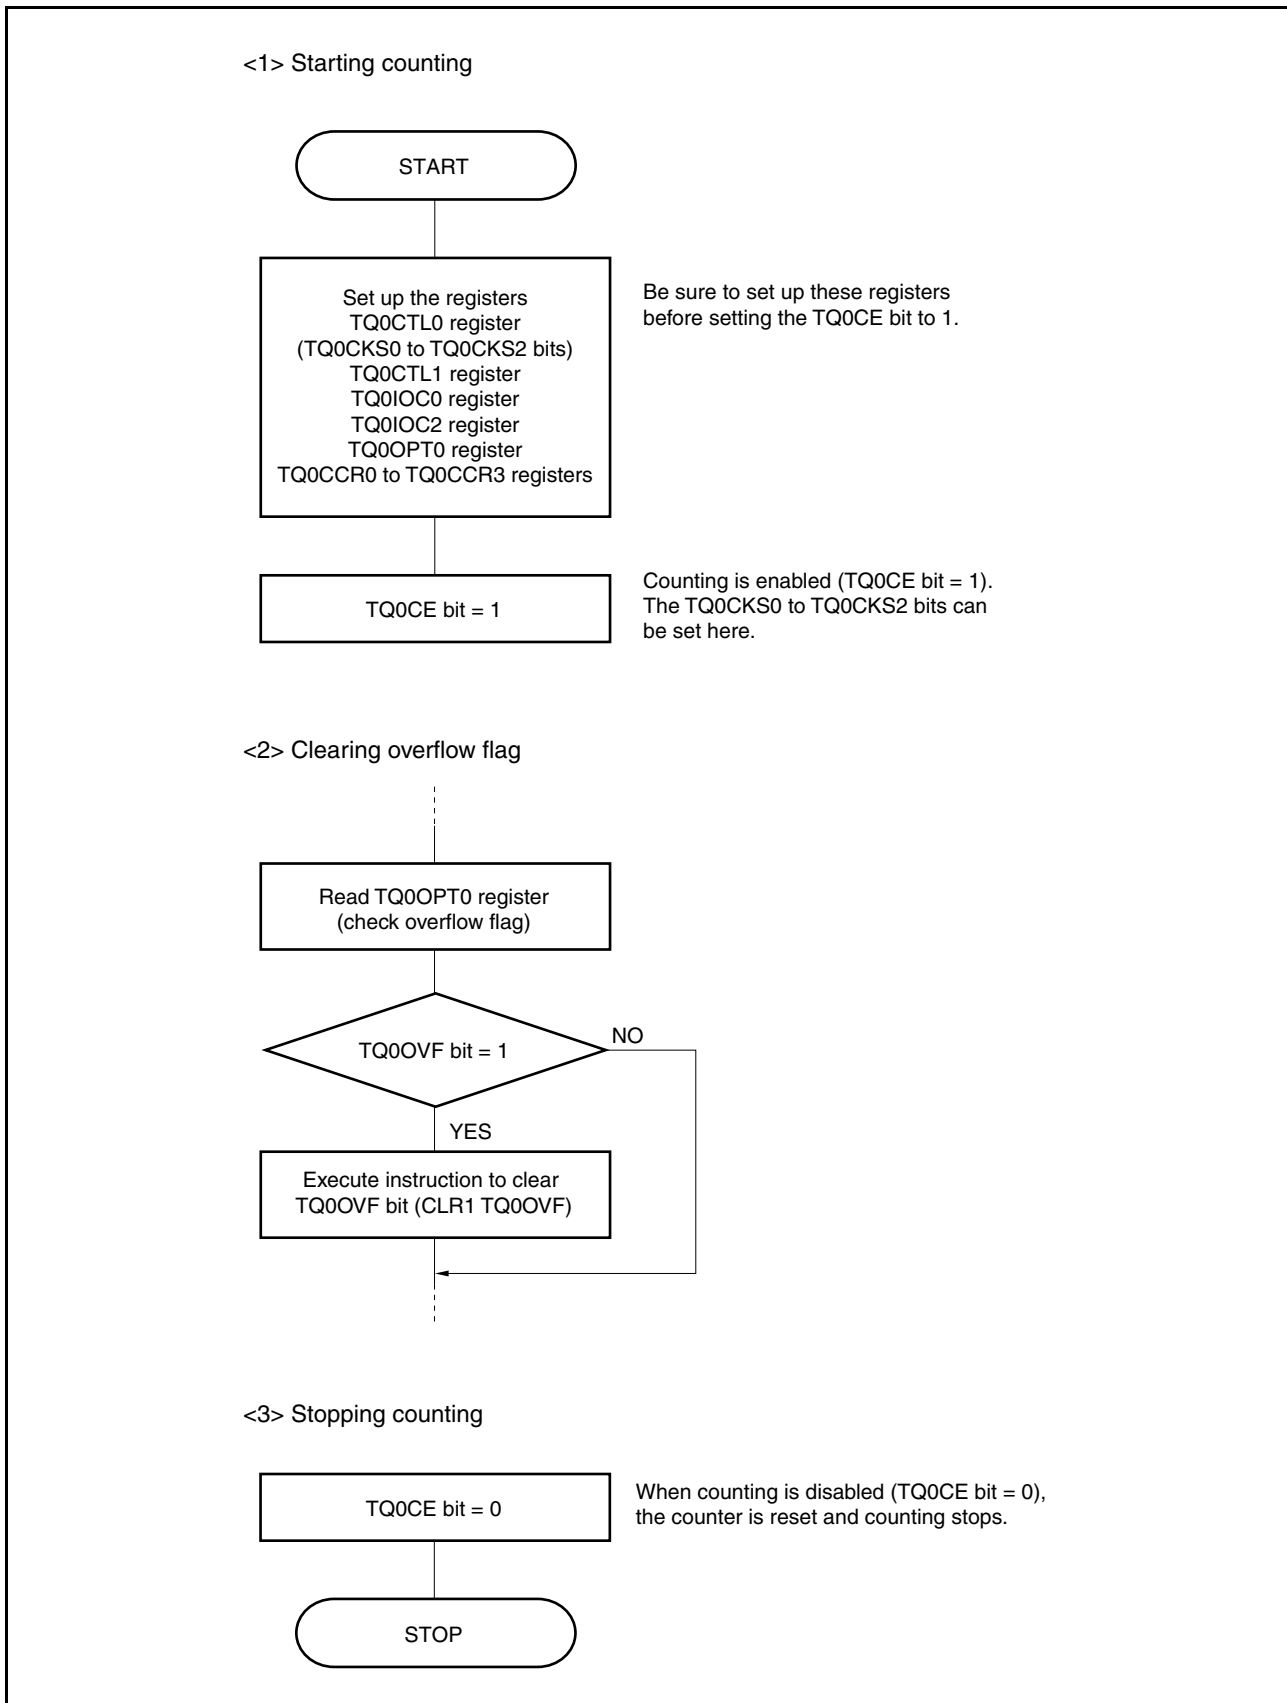 <1> Starting counting
START
Set up the registers
TQ0CTL0 register
(TQ0CKS0 to TQ0CKS2 bits)
TQ0CTL1 register
TQ0IOC0 register
TQ0IOC2 register
TQ0OPT0 register
TQ0CCR0 to TQ0CCR3 registers
Be sure to set up these registers
before setting the TQ0CE bit to 1.
TQ0CE bit = 1
Counting is enabled (TQ0CE bit = 1).
The TQ0CKS0 to TQ0CKS2 bits can
be set here.
<2> Clearing overflow flag
Read TQ0OPT0 register
(check overflow flag)
TQ0OVF bit = 1
NO
YES
Execute instruction to clear
TQ0OVF bit (CLR1 TQ0OVF)
<3> Stopping counting
TQ0CE bit = 0
When counting is disabled (TQ0CE bit = 0),
the counter is reset and counting stops.
STOP